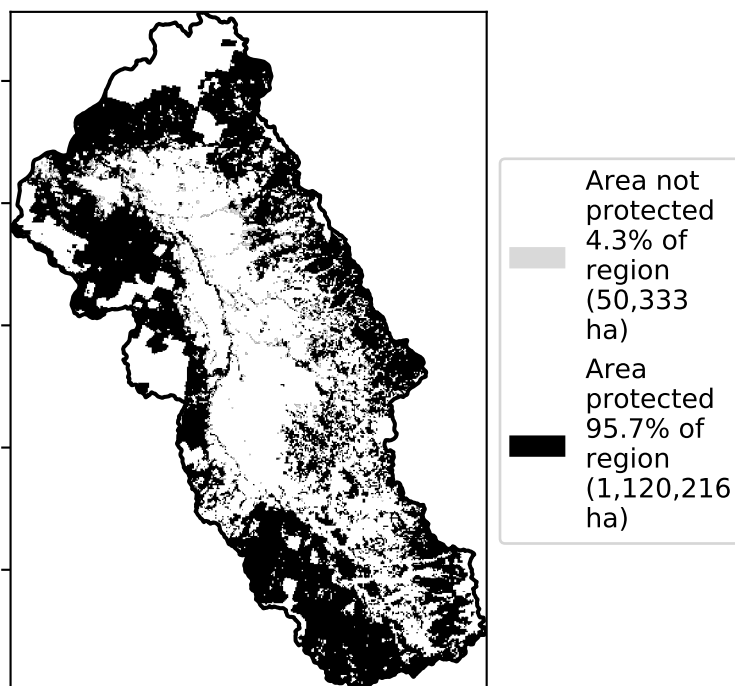 Area not
protected
4.3% of
region
(50,333
ha)
Area
protected
95.7% of
region
(1,120,216
ha)